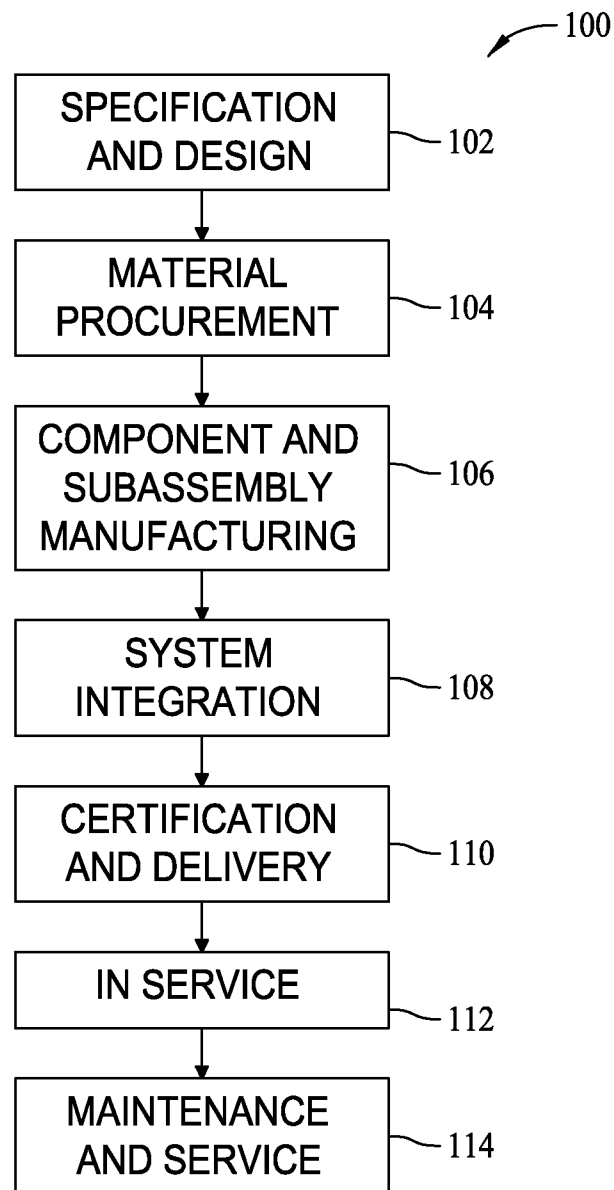 100
SPECIFICATION
AND DESIGN
102
MATERIAL
PROCUREMENT
104
COMPONENT AND
SUBASSEMBLY
MANUFACTURING
106
SYSTEM
INTEGRATION
108
CERTIFICATION
AND DELIVERY
110
IN SERVICE
112
MAINTENANCE
AND SERVICE
114